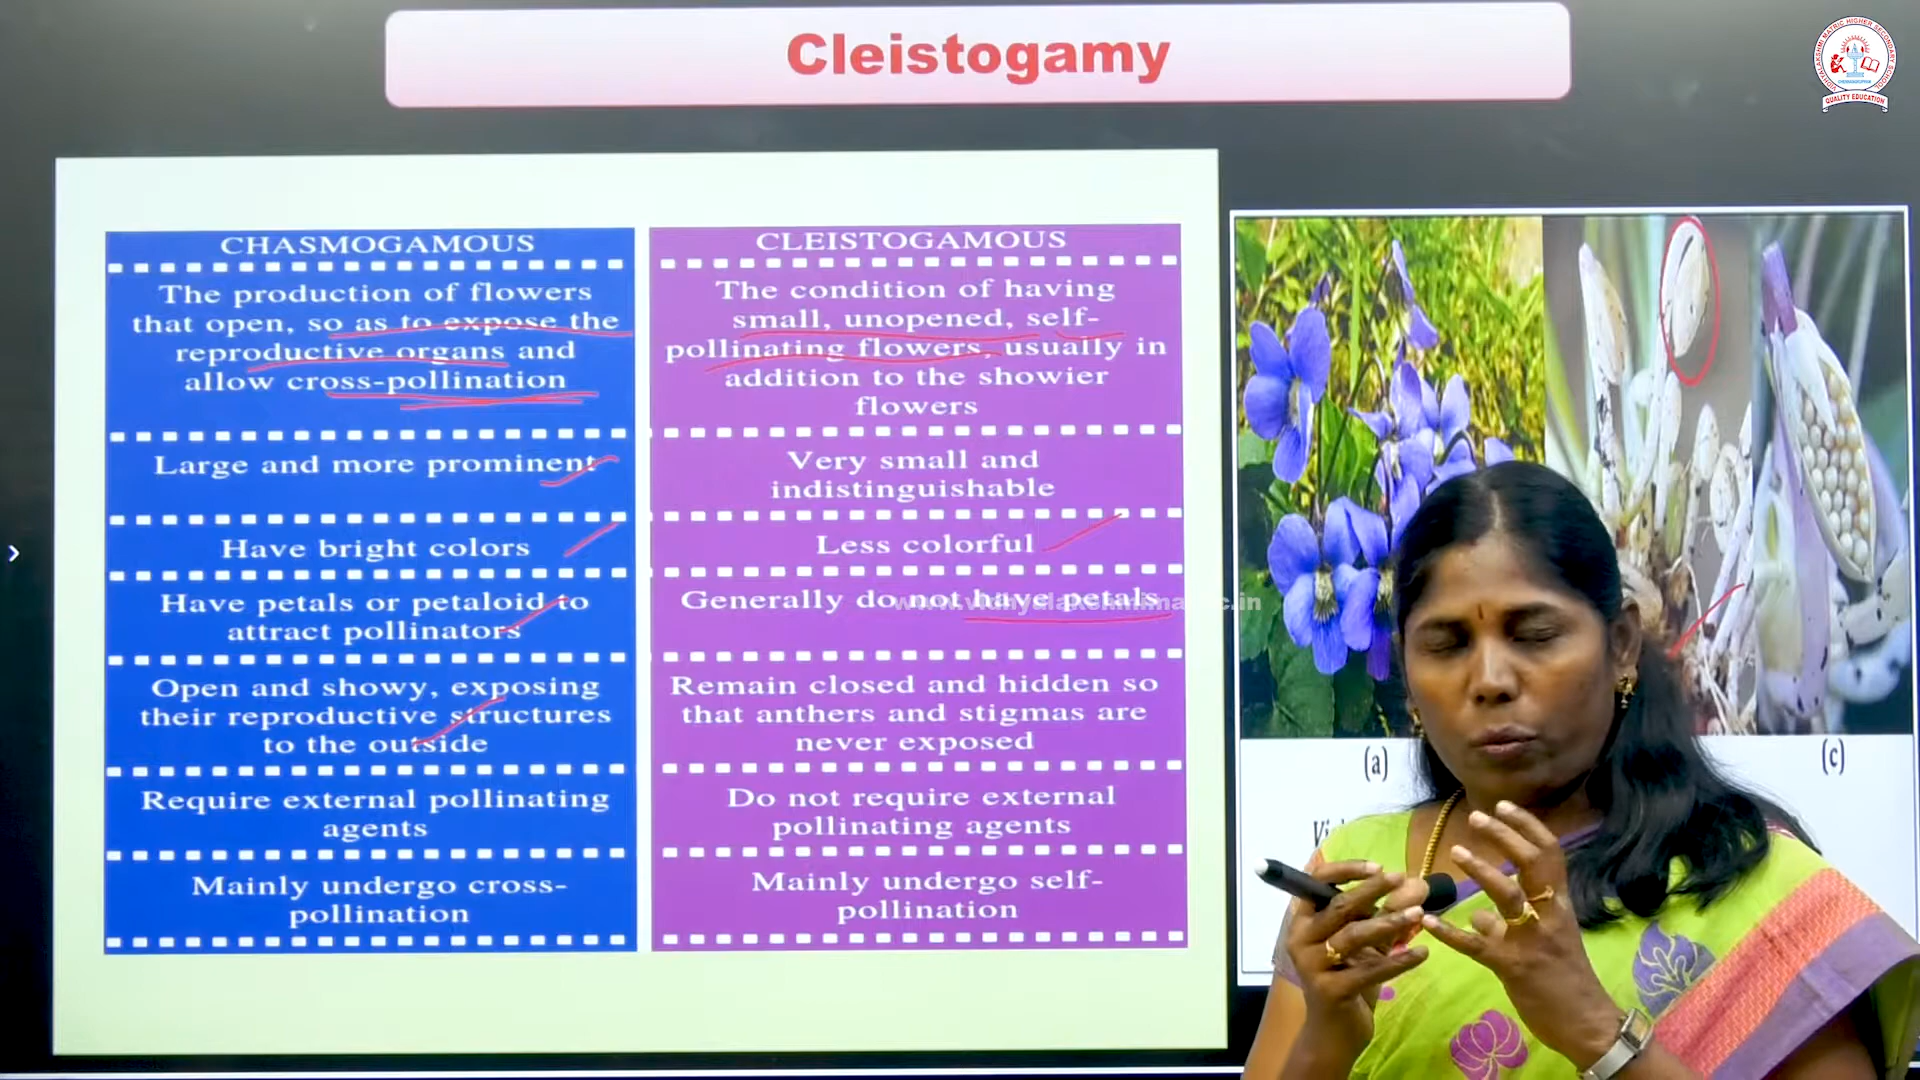 Cleistogamy
VIDHYALAKSHMI MATRIC HIGHER SECONDARY SCHOOL
QUALITY EDUCATION
CHASMOGAMOUS
The production of flowers
that open, so as to expose the
reproductive organs and
allow cross-pollination
Large and more prominent
Have bright colors
Have petals or petaloid to
attract pollinators
Open and showy, exposing
their reproductive structures
to the outside
Require external pollinating
agents
Mainly undergo cross-
pollination
CLEISTOGAMOUS
The condition of having
small, unopened, self-
pollinating flowers, usually in
addition to the showier
flowers
Very small and
indistinguishable
Less colorful
Generally do not have petals
Remain closed and hidden so
that anthers and stigmas are
never exposed
Do not require external
pollinating agents
Mainly undergo self-
pollination
(a)
(c)